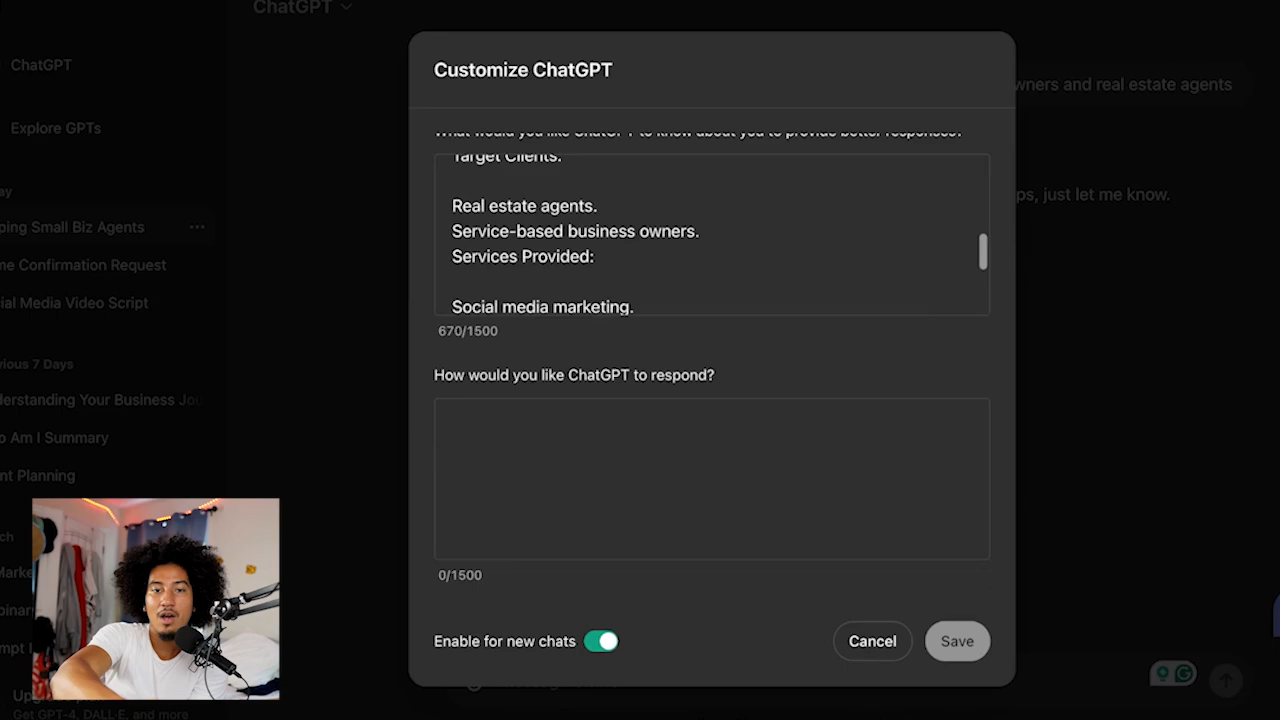 ChatGPT
ChatGPT
Explore GPTs
Customize ChatGPT
wners and real estate agents
What would you like ChatGPT to know about you to provide better responses?
Target Clients:
Real estate agents.
Service-based business owners.
Services Provided:
Social media marketing.
670/1500
How would you like ChatGPT to respond?
0/1500
Enable for new chats
Cancel
Save
ps, just let me know.
ay
ping Small Biz Agents
me Confirmation Request
ial Media Video Script
vious 7 Days
derstanding Your Business Jou
o Am I Summary
nt Planning
ch
Marke
binar
mpt
Up
Get GPT-4, DALL·E, and more